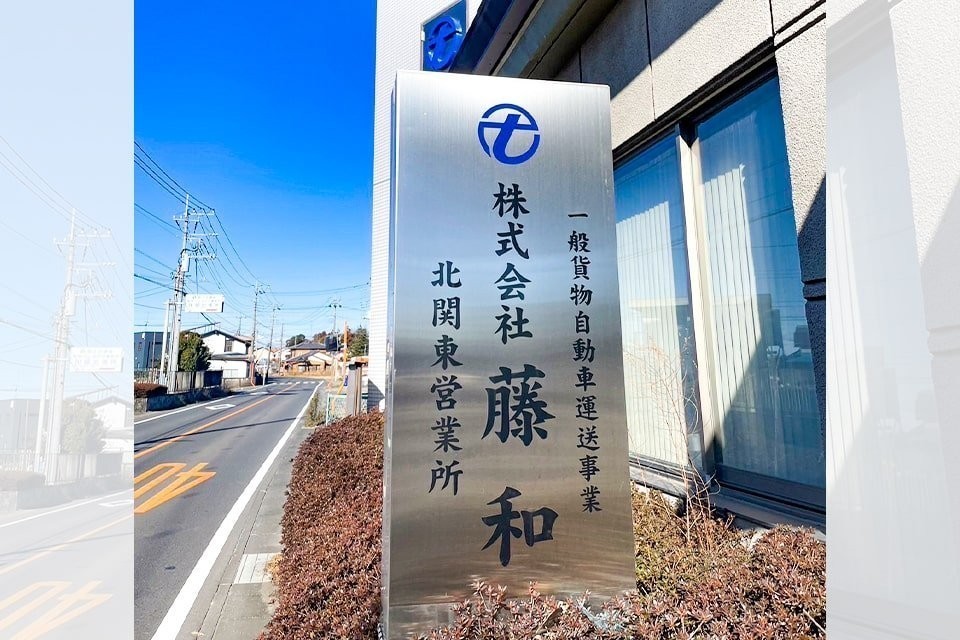 一般貨物自動車運送事業
株式会社 藤和
北関東営業所
40